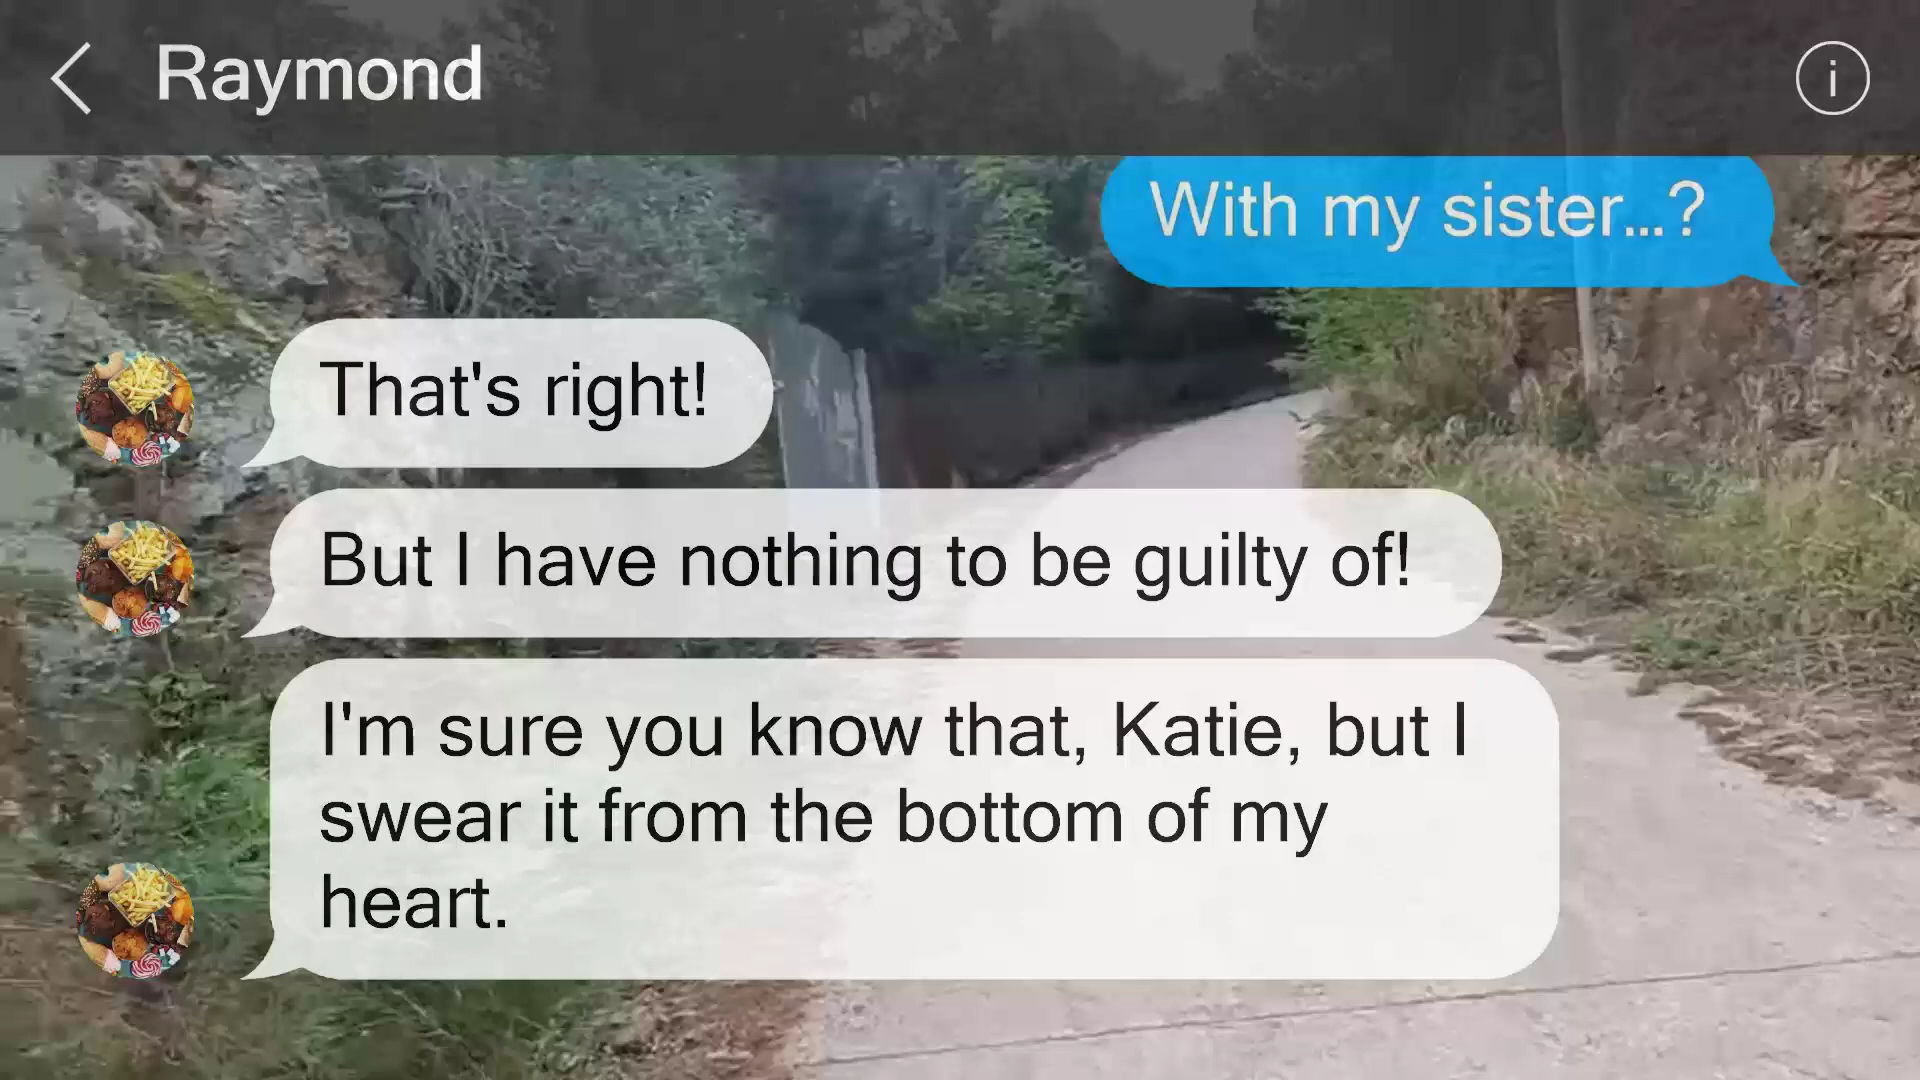 Raymond
With my sister...?
That's right!
But I have nothing to be guilty of!
I'm sure you know that, Katie, but I
swear it from the bottom of my
heart.